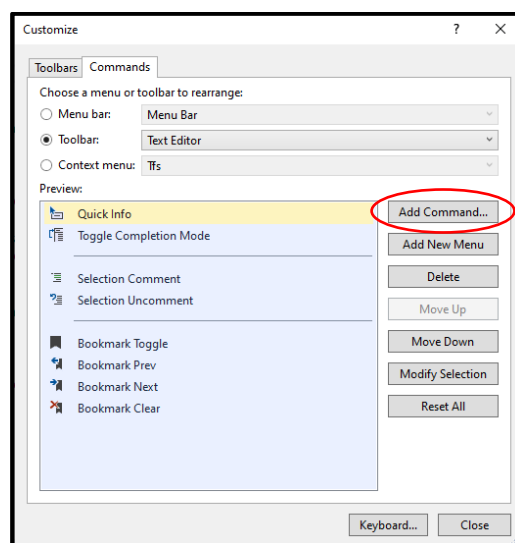 Customize ? ×
Toolbars Commands
Choose a menu or toolbar to rearrange:
Menu bar: Menu Bar
Toolbar: Text Editor
Context menu: Tfs
Preview:
Quick Info
Toggle Completion Mode
Selection Comment
Selection Uncomment
Bookmark Toggle
Bookmark Prev
Bookmark Next
Bookmark Clear
Add Command...
Add New Menu
Delete
Move Up
Move Down
Modify Selection
Reset All
Keyboard... Close